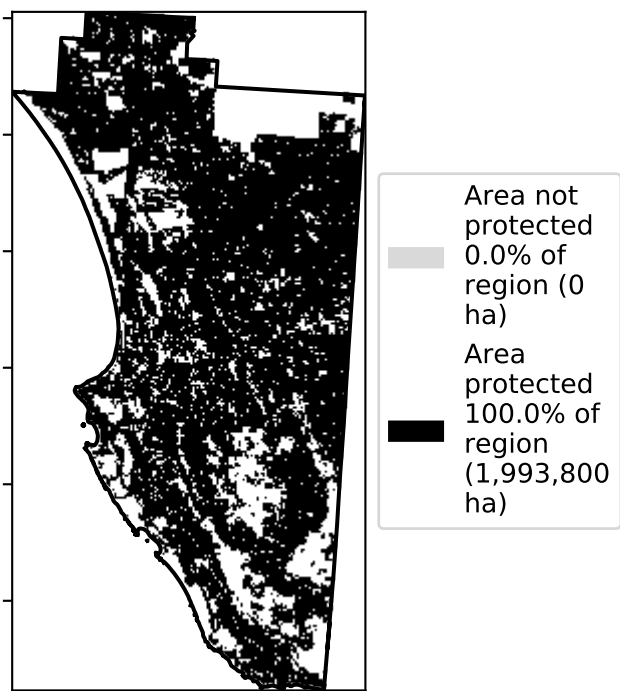 Area not
protected
0.0% of
region (0
ha)
Area
protected
100.0% of
region
(1,993,800
ha)